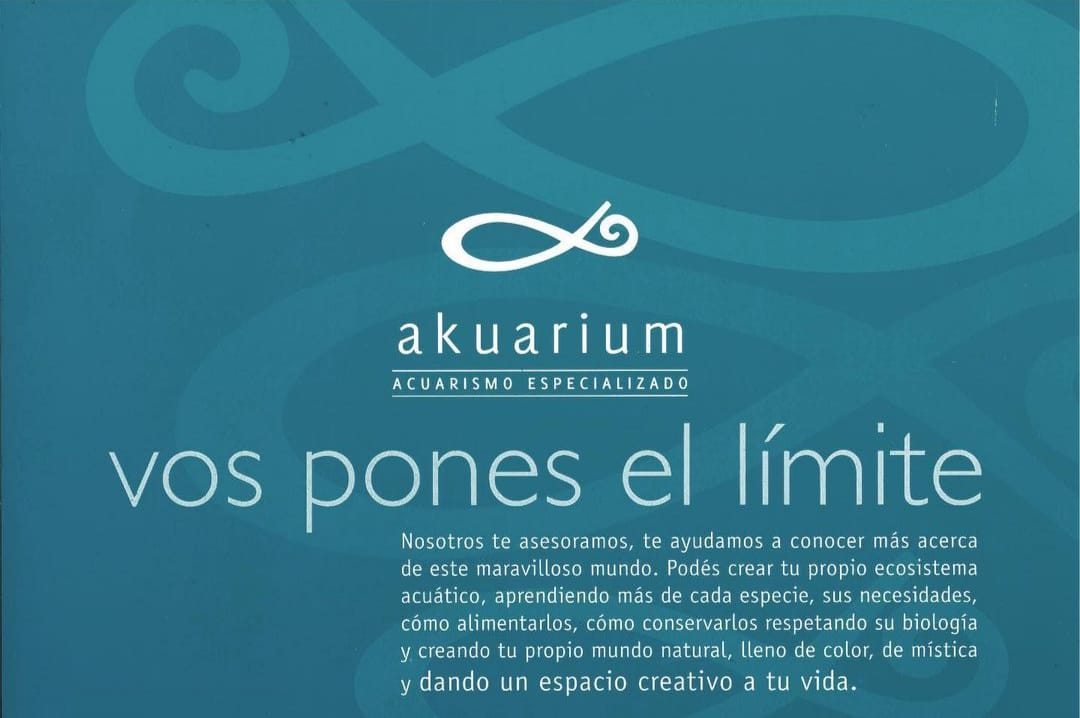 akuarium
ACUARISMO ESPECIALIZADO
vos pones el límite
Nosotros te asesoramos, te ayudamos a conocer más acerca
de este maravilloso mundo. Podés crear tu propio ecosistema
acuático, aprendiendo más de cada especie, sus necesidades,
cómo alimentarlos, cómo conservarlos respetando su biología
y creando tu propio mundo natural, lleno de color, de mística
y dando un espacio creativo a tu vida.